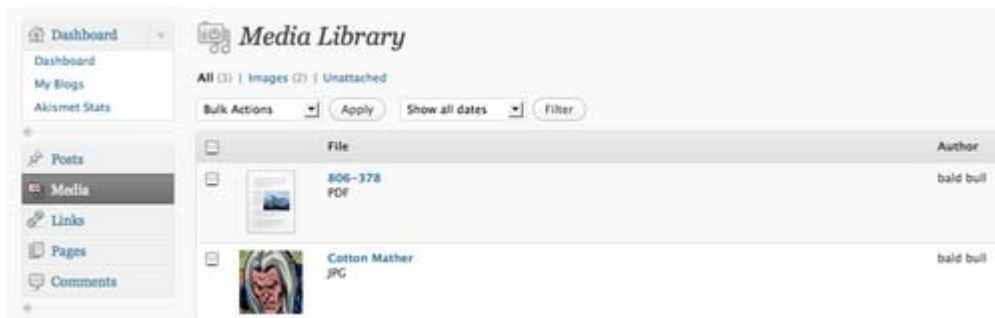 Dashboard
Dashboard
My Blogs
Akismet Stats
Posts
Media
Links
Pages
Comments
Media Library
All (3) | Images (2) | Unattached
Bulk Actions Apply Show all dates Filter
File Author
806-378 bald bull
PDF
Cotton Mather bald bull
JPG